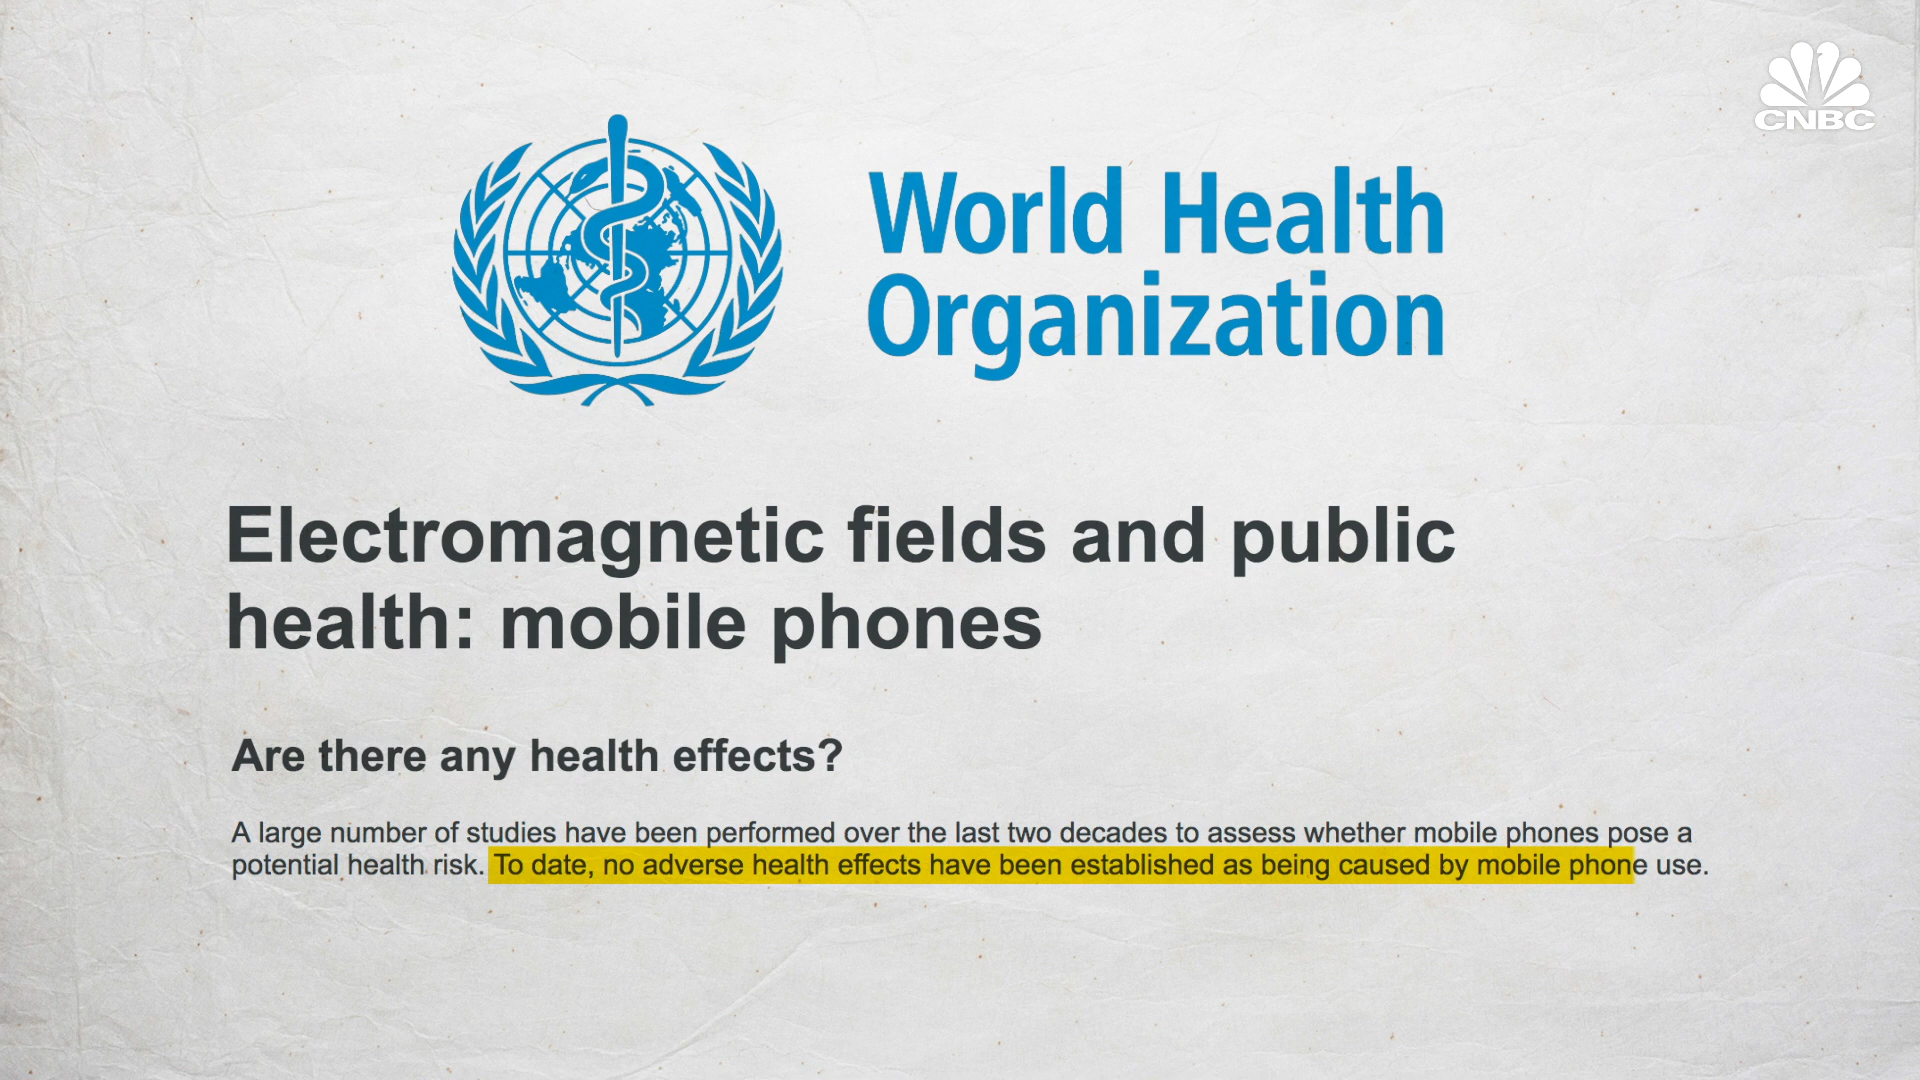 CNBC
World Health
Organization
Electromagnetic fields and public
health: mobile phones
Are there any health effects?
A large number of studies have been performed over the last two decades to assess whether mobile phones pose a
potential health risk. To date, no adverse health effects have been established as being caused by mobile phone use.